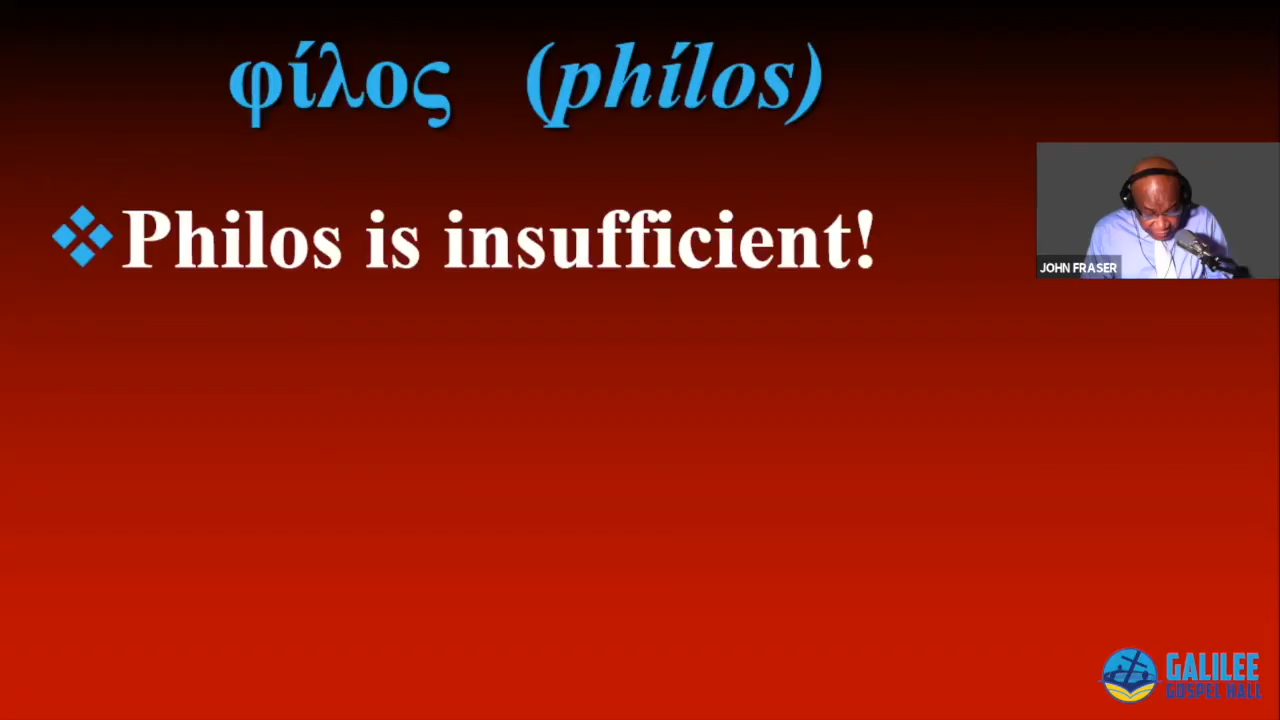 φίλος (phílos)
Philos is insufficient!
JOHN FRASER
GALILEE
GOSPEL HALL